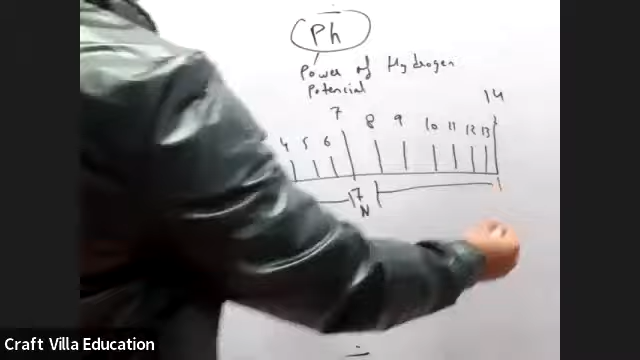 Ph
Power of Hydrogen
Potencial
4 5 6 7 8 9 10 11 12 13 14
7
N
Craft Villa Education